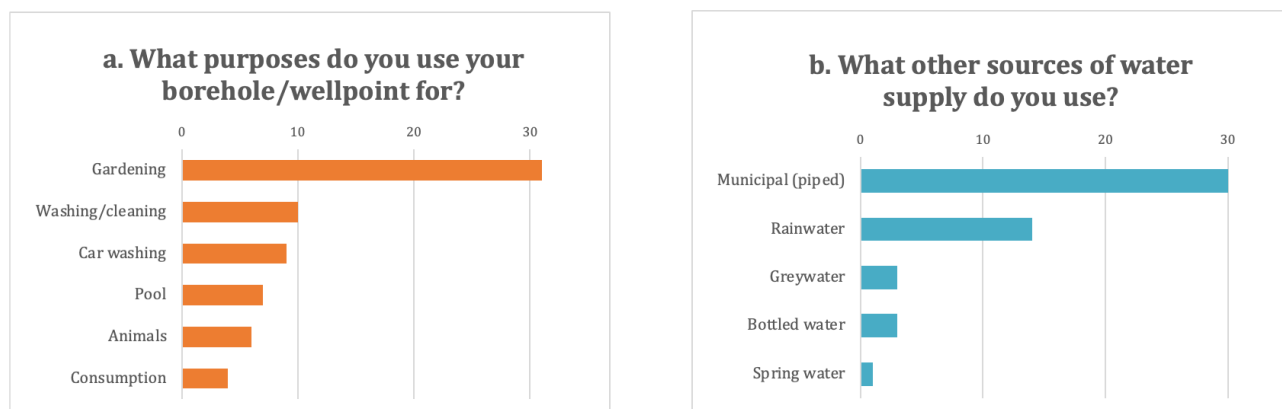 a. What purposes do you use your
borehole/wellpoint for?
0 10 20 30
Gardening
Washing/cleaning
Car washing
Pool
Animals
Consumption
b. What other sources of water
supply do you use?
0 10 20 30
Municipal (piped)
Rainwater
Greywater
Bottled water
Spring water